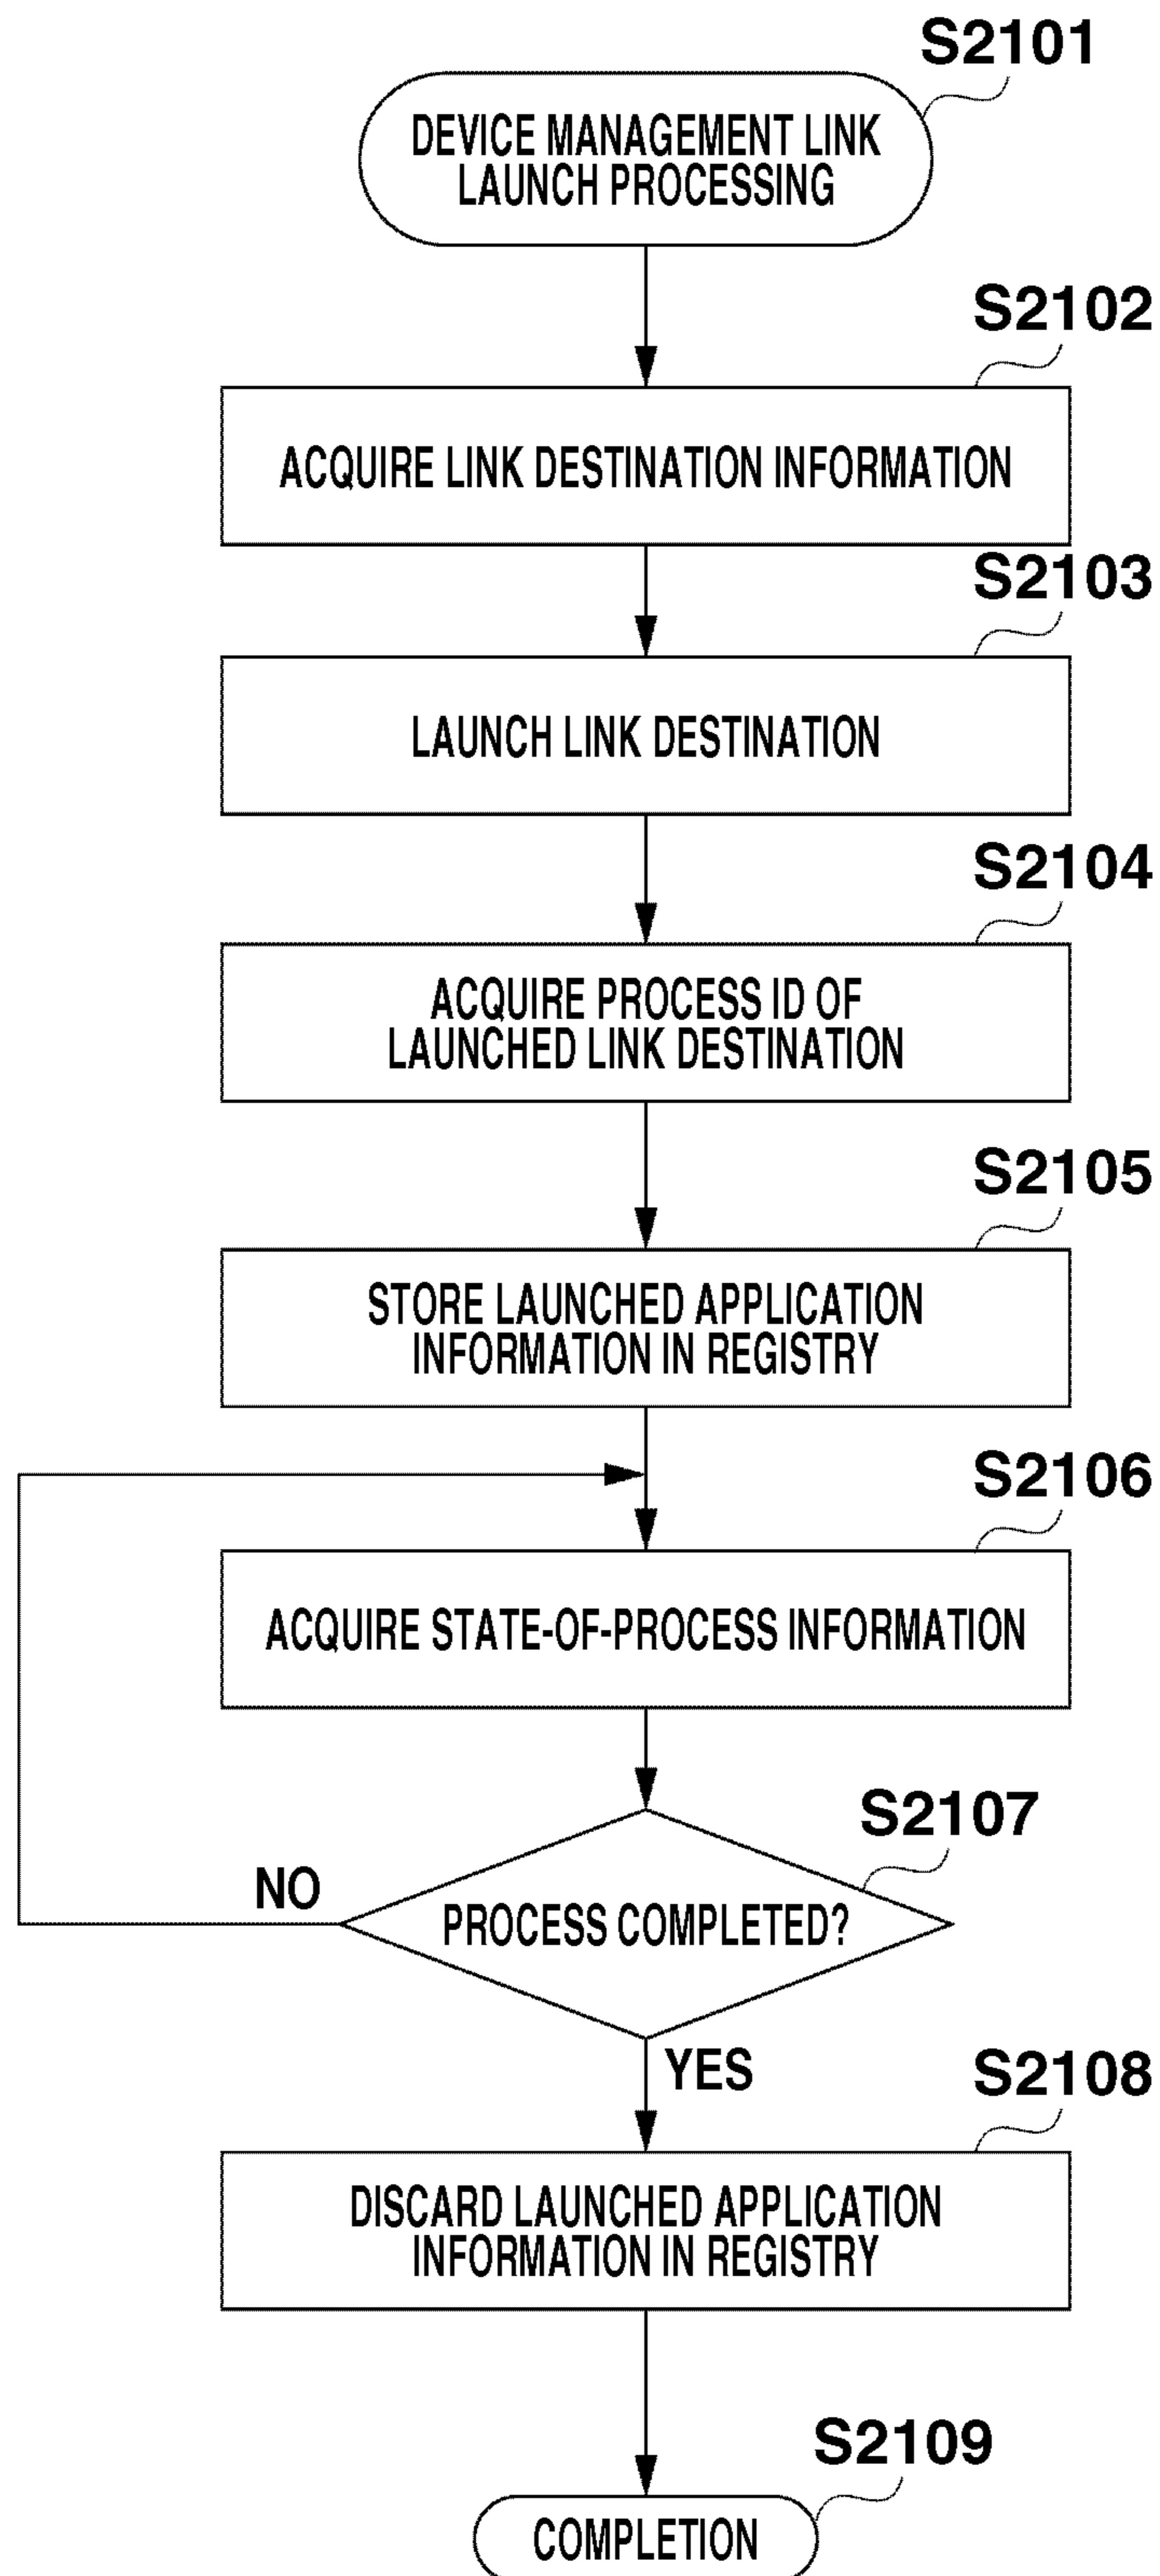 S2101
DEVICE MANAGEMENT LINK
LAUNCH PROCESSING
S2102
ACQUIRE LINK DESTINATION INFORMATION
S2103
LAUNCH LINK DESTINATION
S2104
ACQUIRE PROCESS ID OF
LAUNCHED LINK DESTINATION
S2105
STORE LAUNCHED APPLICATION
INFORMATION IN REGISTRY
S2106
ACQUIRE STATE-OF-PROCESS INFORMATION
S2107
NO
PROCESS COMPLETED?
YES
S2108
DISCARD LAUNCHED APPLICATION
INFORMATION IN REGISTRY
S2109
COMPLETION